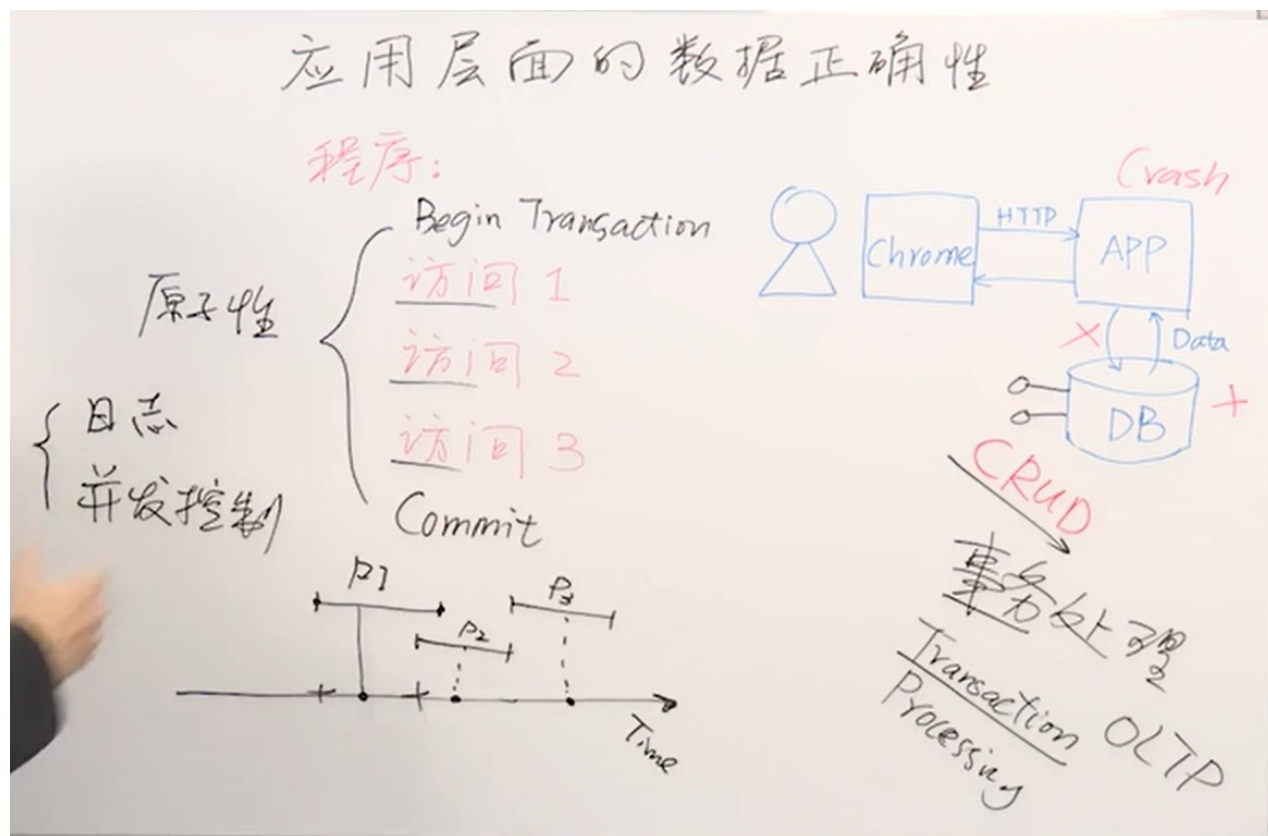 应用层面的数据正确性
程序:
Begin Transaction
访问 1
访问 2
访问 3
Commit
原子性
日志
并发控制
P1
P2
P3
Time
Crash
Chrome
HTTP
APP
×
Data
DB
+
CRUD
事务处理
Transaction
Processing
OLTP